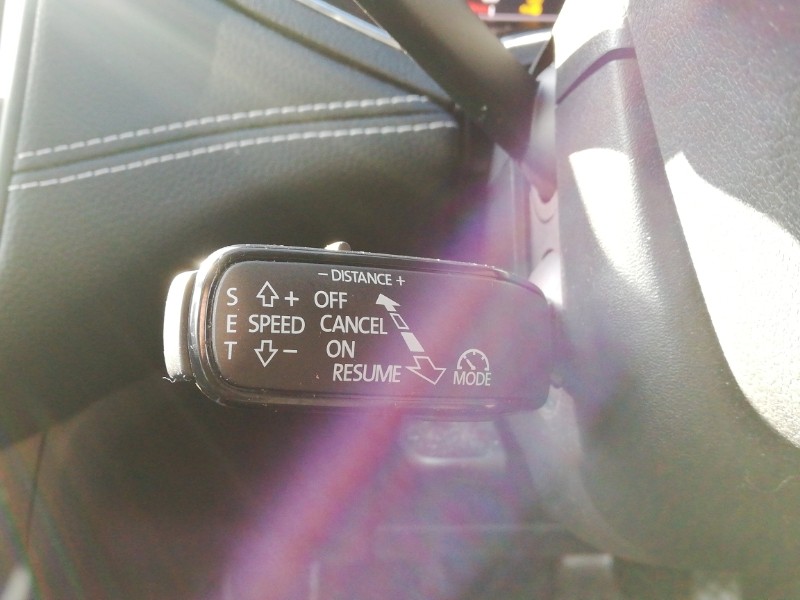 − DISTANCE +
S + OFF
E SPEED CANCEL
T − ON
RESUME MODE